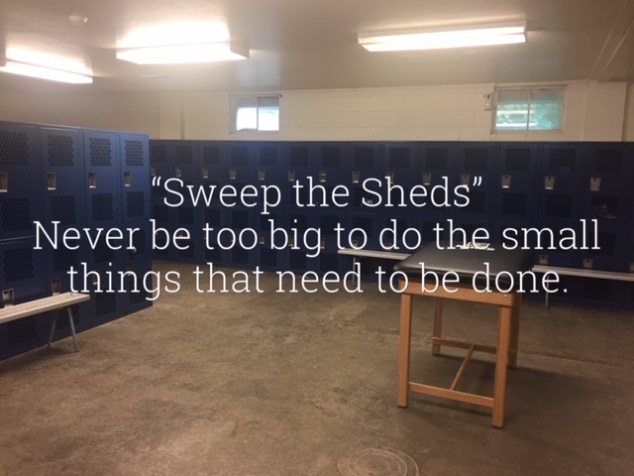 “Sweep the Sheds”
Never be too big to do the small
things that need to be done.